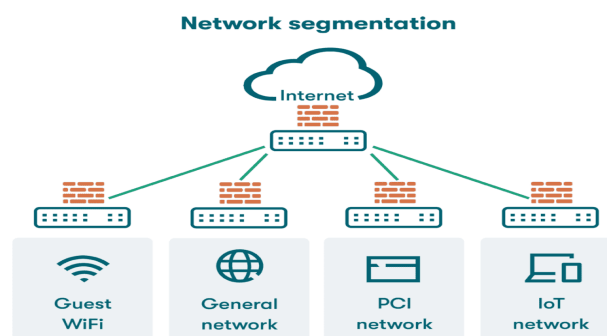 Network segmentation
Internet
Guest
WiFi
General
network
PCI
network
IoT
network